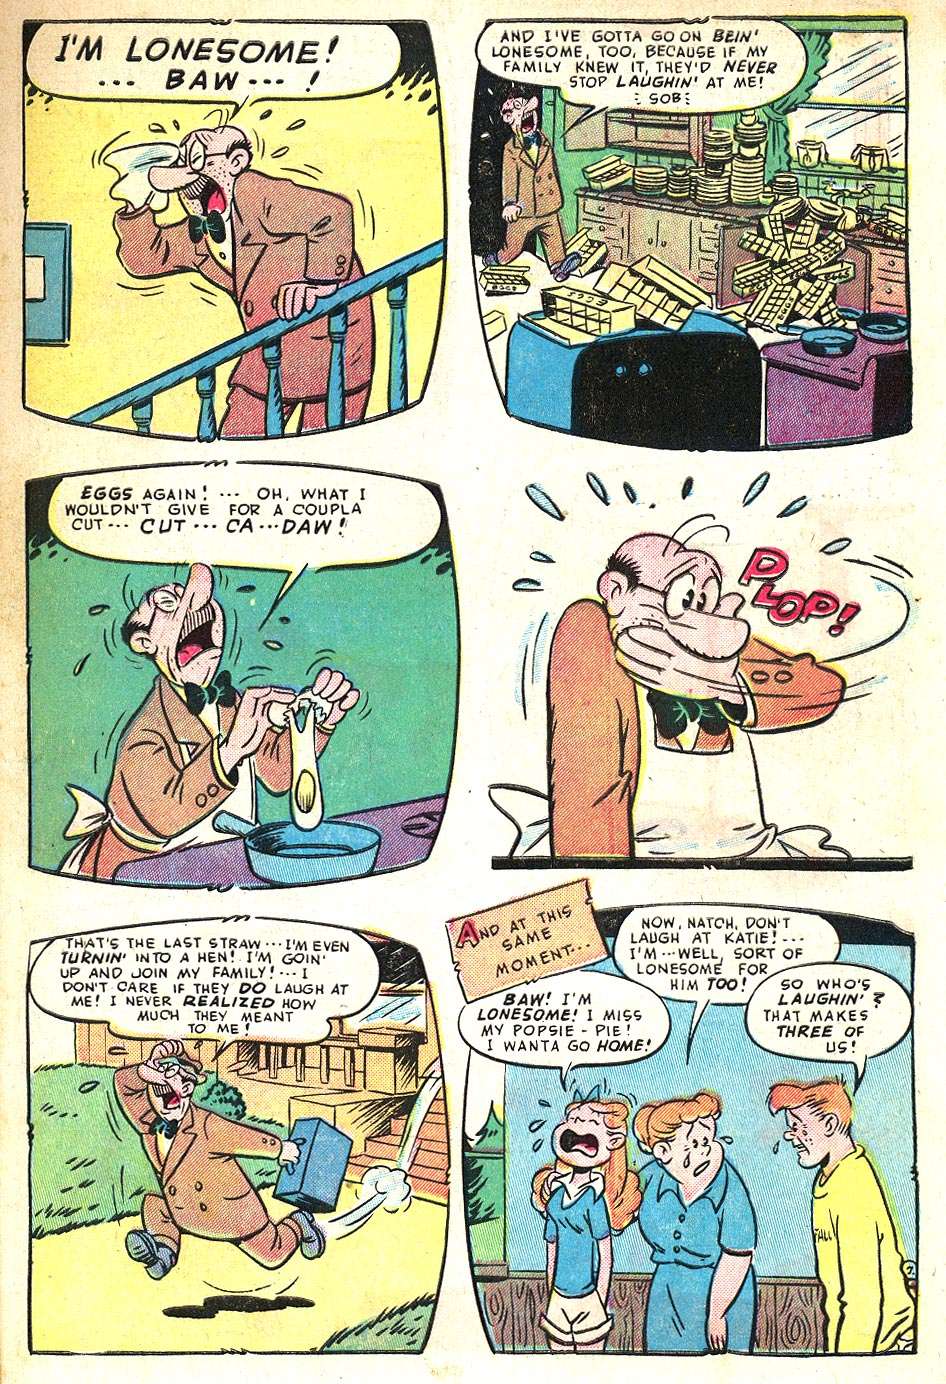 I'M LONESOME!
... BAW ... !
AND I'VE GOTTA GO ON BEIN'
LONESOME, TOO, BECAUSE IF MY
FAMILY KNEW IT, THEY'D NEVER
STOP LAUGHIN' AT ME!
SOB
EGGS
EGGS
EGGS
EGGS AGAIN! ... OH, WHAT I
WOULDN'T GIVE FOR A COUPLA
CUT ... CUT ... CA ... DAW!
PLOP!
THAT'S THE LAST STRAW ... I'M EVEN
TURNIN' INTO A HEN! I'M GOIN'
UP AND JOIN MY FAMILY! ... I
DON'T CARE IF THEY DO LAUGH AT
ME! I NEVER REALIZED HOW
MUCH THEY MEANT
TO ME!
AND AT THIS
SAME
MOMENT...
BAW! I'M
LONESOME! I MISS
MY POPSIE-PIE!
I WANTA GO HOME!
NOW, NATCH, DON'T
LAUGH AT KATIE! ...
I'M ... WELL, SORT OF
LONESOME FOR
HIM TOO!
SO WHO'S
LAUGHIN'?
THAT MAKES
THREE OF
US!
7